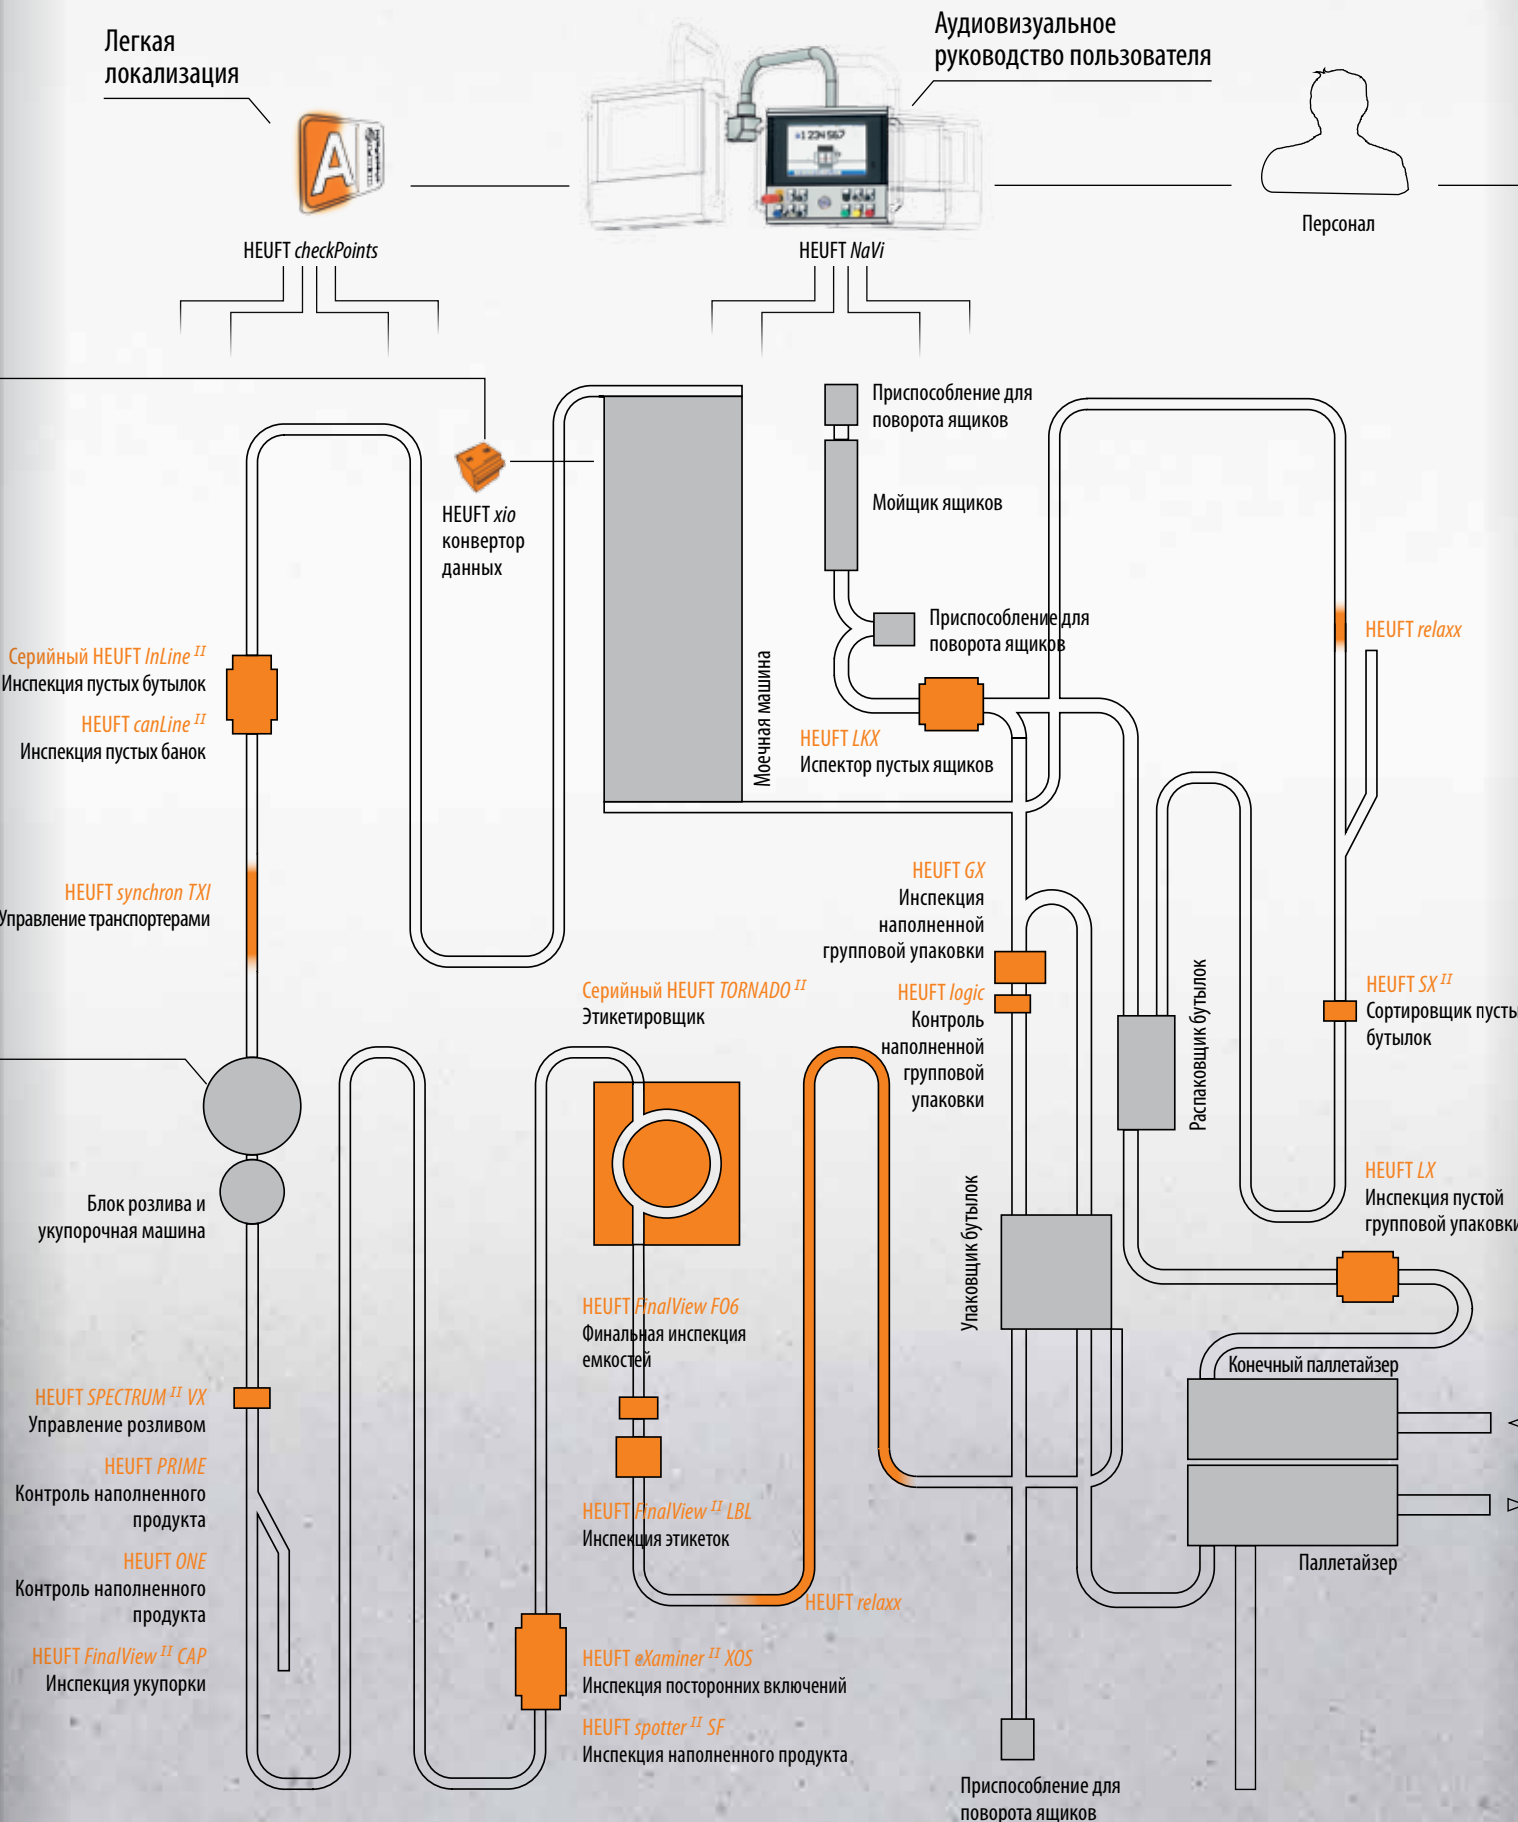 Легкая
локализация
Аудиовизуальное
руководство пользователя
A
±1234567
Персонал
HEUFT checkPoints
HEUFT NaVi
Приспособление для
поворота ящиков
Мойщик ящиков
HEUFT xio
конвертор
данных
Приспособление для
поворота ящиков
HEUFT relaxx
Серийный HEUFT InLine II
Инспекция пустых бутылок
HEUFT canLine II
Инспекция пустых банок
Моечная машина
HEUFT LKX
Испектор пустых ящиков
HEUFT synchron TXI
Управление транспортерами
HEUFT GX
Инспекция
наполненной
групповой упаковки
HEUFT logic
Контроль
наполненной
групповой
упаковки
Серийный HEUFT TORNADO II
Этикетировщик
Распаковщик бутылок
HEUFT SX II
Сортировщик пусты
бутылок
HEUFT LX
Инспекция пустой
групповой упаковки
Блок розлива и
укупорочная машина
Упаковщик бутылок
HEUFT FinalView FO6
Финальная инспекция
емкостей
Конечный паллетайзер
HEUFT SPECTRUM II VX
Управление розливом
HEUFT PRIME
Контроль наполненного
продукта
HEUFT ONE
Контроль наполненного
продукта
HEUFT FinalView II CAP
Инспекция укупорки
HEUFT FinalView II LBL
Инспекция этикеток
Паллетайзер
HEUFT relaxx
HEUFT eXaminer II XOS
Инспекция посторонних включений
HEUFT spotter II SF
Инспекция наполненного продукта
Приспособление для
поворота ящиков